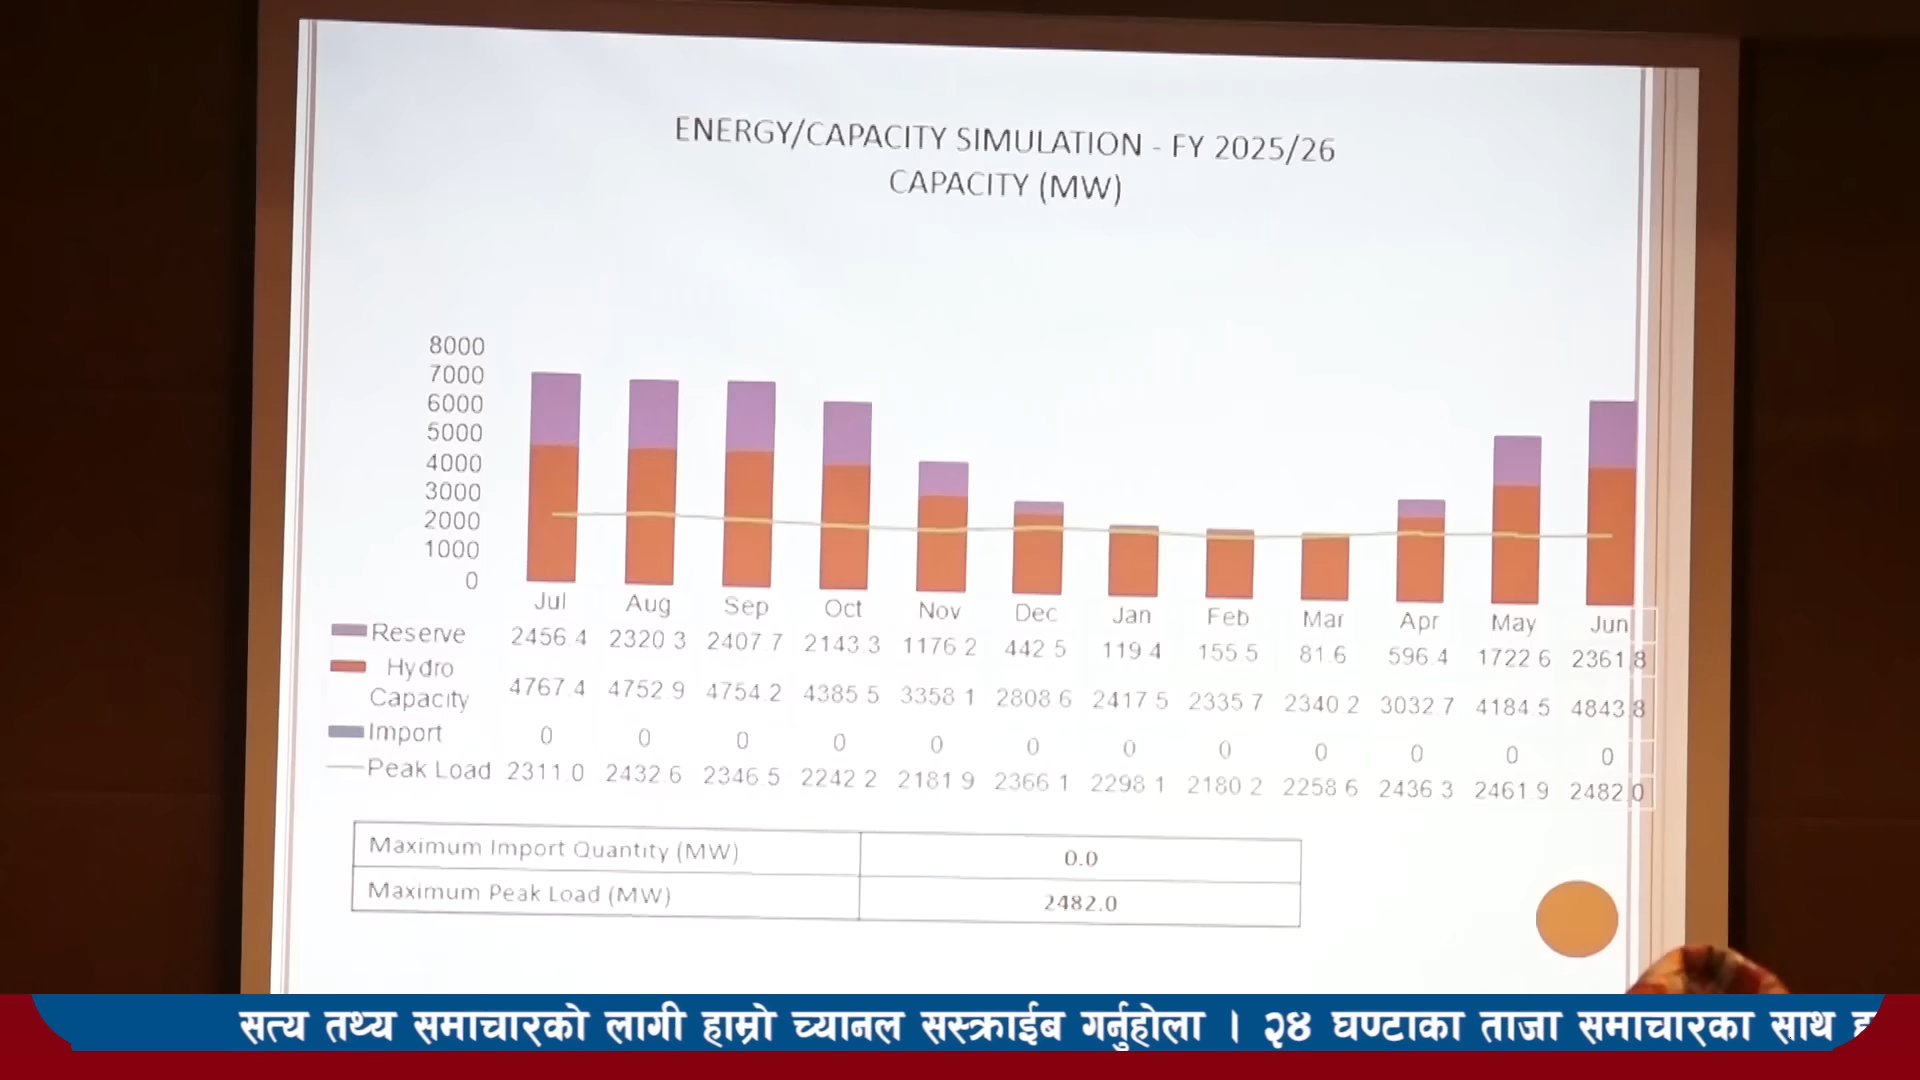 ENERGY/CAPACITY SIMULATION - FY 2025/26
CAPACITY (MW)
8000
7000
6000
5000
4000
3000
2000
1000
0
Jul Aug Sep Oct Nov Dec Jan Feb Mar Apr May Jun
Reserve 2456.4 2320.3 2407.7 2143.3 1176.2 442.5 119.4 155.5 81.6 596.4 1722.6 2361.8
Hydro Capacity 4767.4 4752.9 4754.2 4385.5 3358.1 2808.6 2417.5 2335.7 2340.2 3032.7 4184.5 4843.8
Import 0 0 0 0 0 0 0 0 0 0 0 0
Peak Load 2311.0 2432.6 2346.5 2242.2 2181.9 2366.1 2298.1 2180.2 2258.6 2436.3 2461.9 2482.0
Maximum Import Quantity (MW) 0.0
Maximum Peak Load (MW) 2482.0
सत्य तथ्य समाचारको लागी हाम्रो च्यानल सस्क्राईब गर्नुहोला । २४ घण्टाका ताजा समाचारका साथ